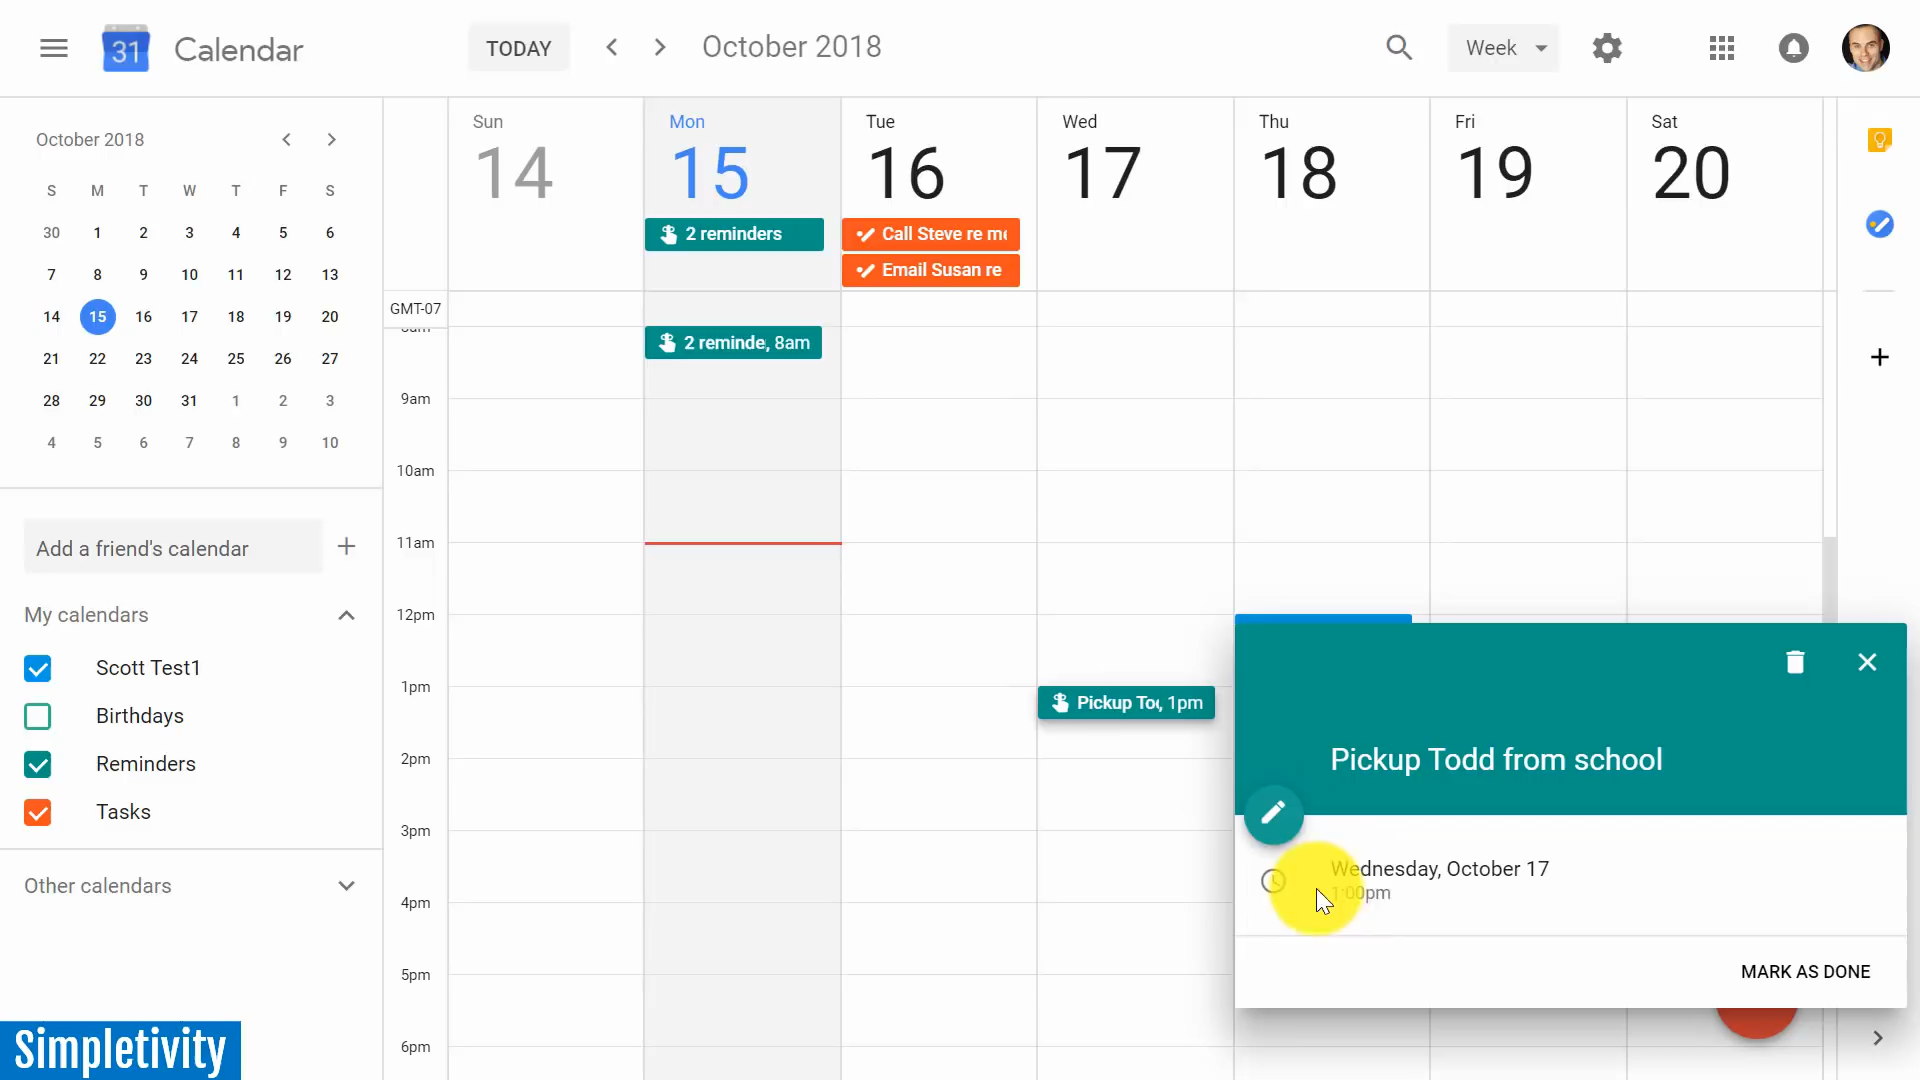 31 Calendar
TODAY
October 2018
Week
October 2018
S M T W T F S
30 1 2 3 4 5 6
7 8 9 10 11 12 13
14 15 16 17 18 19 20
21 22 23 24 25 26 27
28 29 30 31 1 2 3
4 5 6 7 8 9 10
Add a friend's calendar
My calendars
Scott Test1
Birthdays
Reminders
Tasks
Other calendars
Simpletivity
Sun Mon Tue Wed Thu Fri Sat
14 15 16 17 18 19 20
2 reminders
Call Steve re
Email Susan re
GMT-07
2 reminde, 8am
9am
10am
11am
12pm
1pm
Pickup To, 1pm
2pm
3pm
4pm
5pm
6pm
Pickup Todd from school
Wednesday, October 17
1:00pm
MARK AS DONE